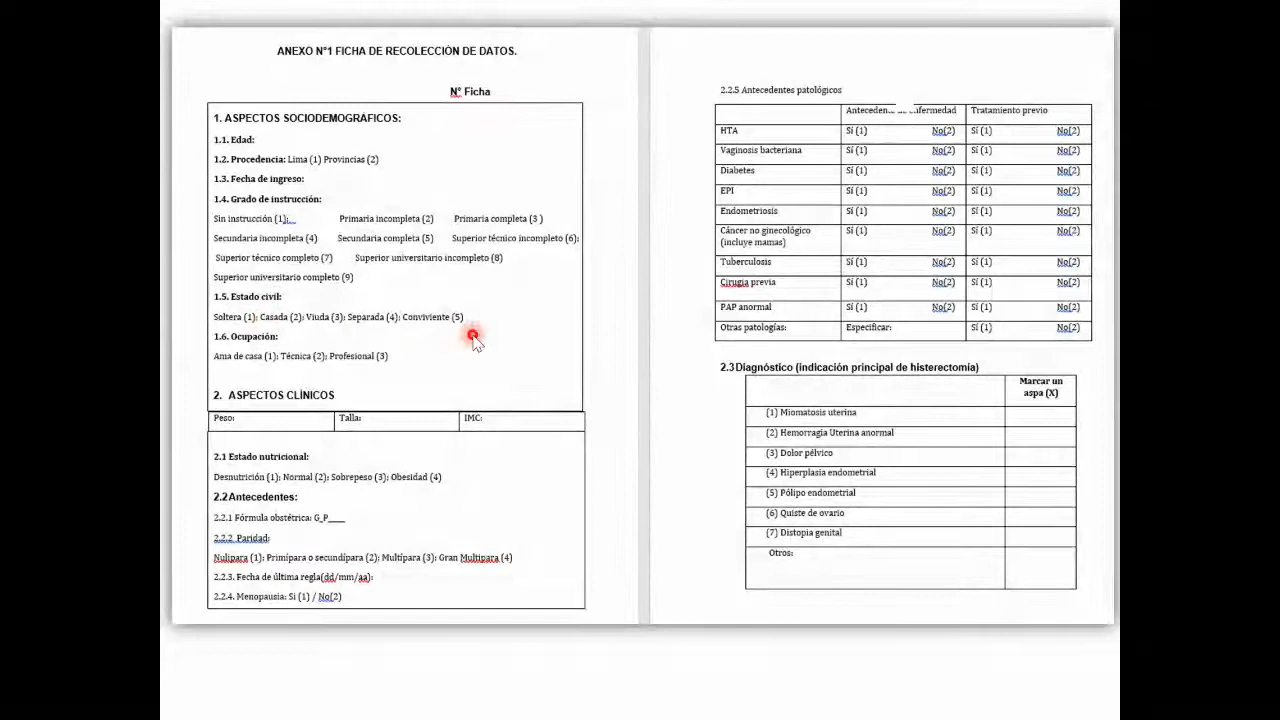 ANEXO N°1 FICHA DE RECOLECCIÓN DE DATOS.
N° Ficha
1. ASPECTOS SOCIODEMOGRÁFICOS:
1.1. Edad:
1.2. Procedencia: Lima (1) Provincias (2)
1.3. Fecha de ingreso:
1.4. Grado de instrucción:
Sin instrucción (1); Primaria incompleta (2) Primaria completa (3 )
Secundaria incompleta (4) Secundaria completa (5) Superior técnico incompleto (6);
Superior técnico completo (7) Superior universitario incompleto (8)
Superior universitario completo (9)
1.5. Estado civil:
Soltera (1); Casada (2); Viuda (3); Separada (4); Conviviente (5)
1.6. Ocupación:
Ama de casa (1); Técnica (2); Profesional (3)
2. ASPECTOS CLÍNICOS
Peso: Talla: IMC:
2.1 Estado nutricional:
Desnutrición (1); Normal (2); Sobrepeso (3); Obesidad (4)
2.2 Antecedentes:
2.2.1 Fórmula obstétrica: G_P____
2.2.2 Paridad:
Nulipara (1); Primípara o secundípara (2); Multípara (3); Gran Multipara (4)
2.2.3. Fecha de última regla(dd/mm/aa):
2.2.4. Menopausia: Si (1) / No(2)
2.2.5 Antecedentes patológicos
Antecedente enfermedad Tratamiento previo
HTA Sí (1) No(2) Sí (1) No(2)
Vaginosis bacteriana Sí (1) No(2) Sí (1) No(2)
Diabetes Sí (1) No(2) Sí (1) No(2)
EPI Sí (1) No(2) Sí (1) No(2)
Endometriosis Sí (1) No(2) Sí (1) No(2)
Cáncer no ginecológico Sí (1) No(2) Sí (1) No(2)
(incluye mamas)
Tuberculosis Sí (1) No(2) Sí (1) No(2)
Cirugia previa Sí (1) No(2) Sí (1) No(2)
PAP anormal Sí (1) No(2) Sí (1) No(2)
Otras patologías: Especificar: Sí (1) No(2)
2.3 Diagnóstico (indicación principal de histerectomía)
Marcar un
aspa (X)
(1) Miomatosis uterina
(2) Hemorragia Uterina anormal
(3) Dolor pélvico
(4) Hiperplasia endometrial
(5) Pólipo endometrial
(6) Quiste de ovario
(7) Distopia genital
Otros: